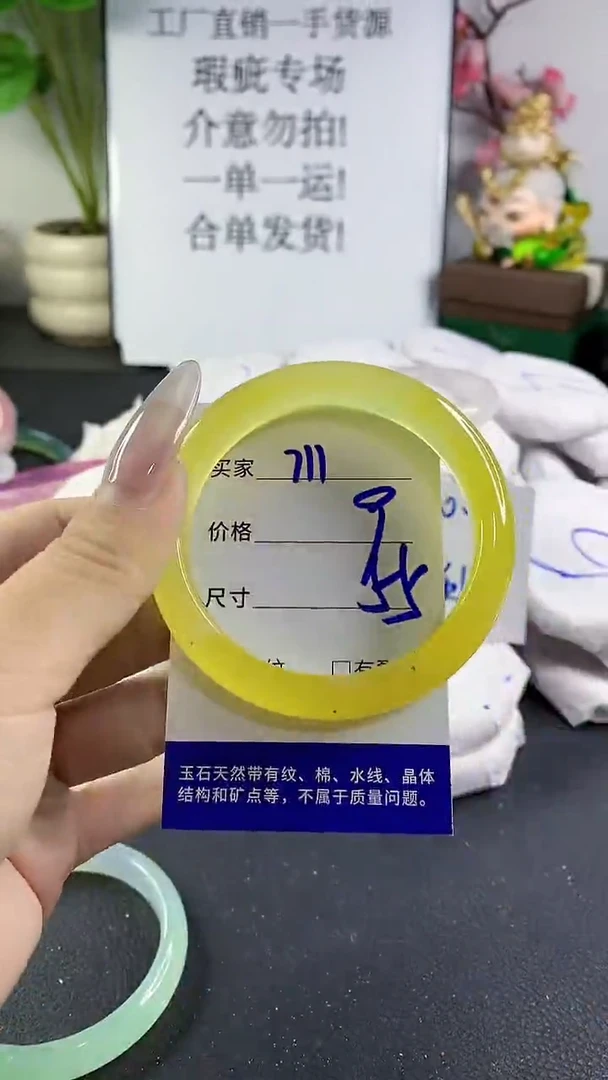 工厂直销一手货源
瑕疵专场
介意勿拍!
一单一运!
合单发货!
买家 711
价格
尺寸 55
玉石天然带有纹、棉、水线、晶体
结构和矿点等，不属于质量问题。